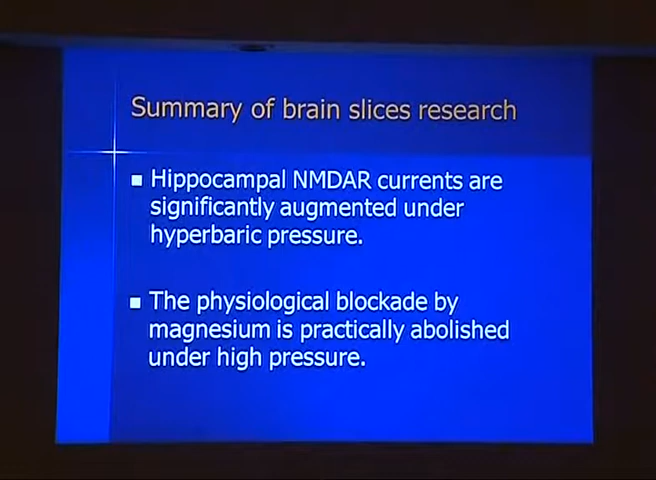 Summary of brain slices research
Hippocampal NMDAR currents are
significantly augmented under
hyperbaric pressure.
The physiological blockade by
magnesium is practically abolished
under high pressure.